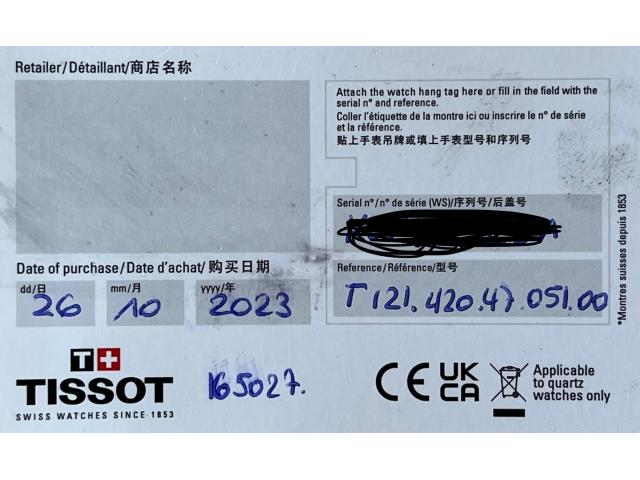 Retailer/Détaillant/商店名称
Attach the watch hang tag here or fill in the field with the
serial n° and reference.
Coller l'étiquette de la montre ici ou inscrire le n° de série
et la référence.
贴上手表吊牌或填上手表型号和序列号
Serial n°/n° de série (WS)/序列号/后盖号
Date of purchase/Date d'achat/购买日期
dd/日 mm/月 yyyy/年
26 10 2023
Reference/Référence/型号
T121.420.47.051.00
*Montres suisses depuis 1853
T+
TISSOT
SWISS WATCHES SINCE 1853
165027.
CE UK
CA
Applicable
to quartz
watches only